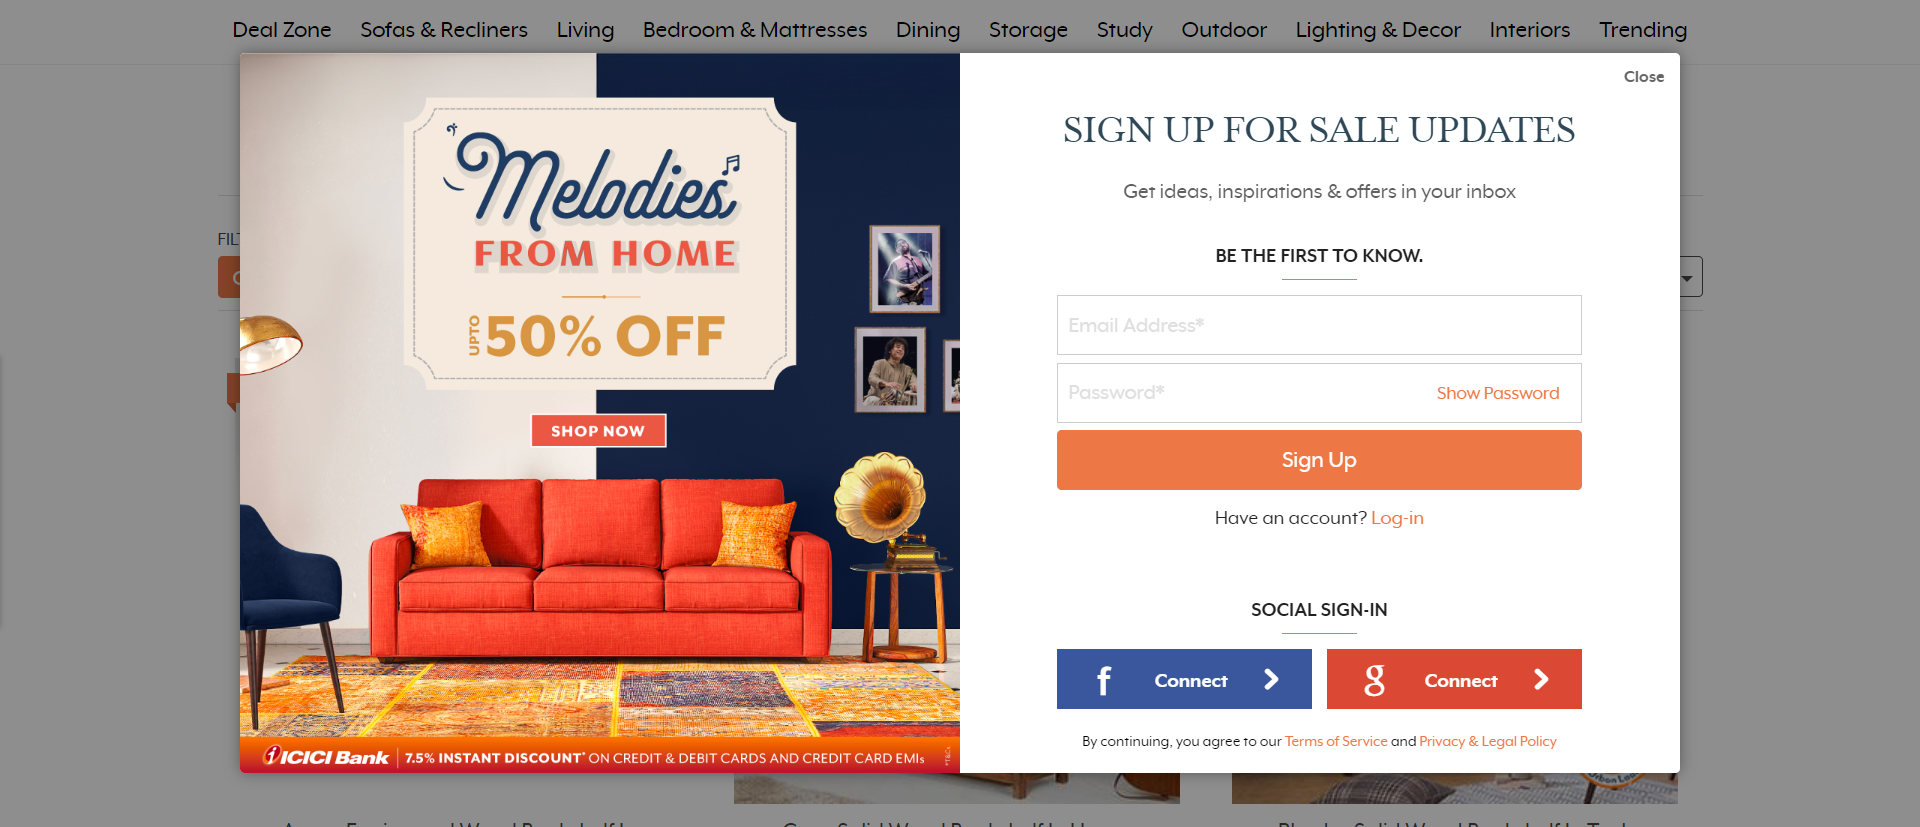 Deal Zone Sofas & Recliners Living Bedroom & Mattresses Dining Storage Study Outdoor Lighting & Decor Interiors Trending
Close
Melodies
FROM HOME
UPTO 50% OFF
SHOP NOW
ICICI Bank 7.5% INSTANT DISCOUNT* ON CREDIT & DEBIT CARDS AND CREDIT CARD EMIs
*T&Cs
SIGN UP FOR SALE UPDATES
Get ideas, inspirations & offers in your inbox
BE THE FIRST TO KNOW.
Email Address*
Password* Show Password
Sign Up
Have an account? Log-in
SOCIAL SIGN-IN
f Connect g Connect
By continuing, you agree to our Terms of Service and Privacy & Legal Policy